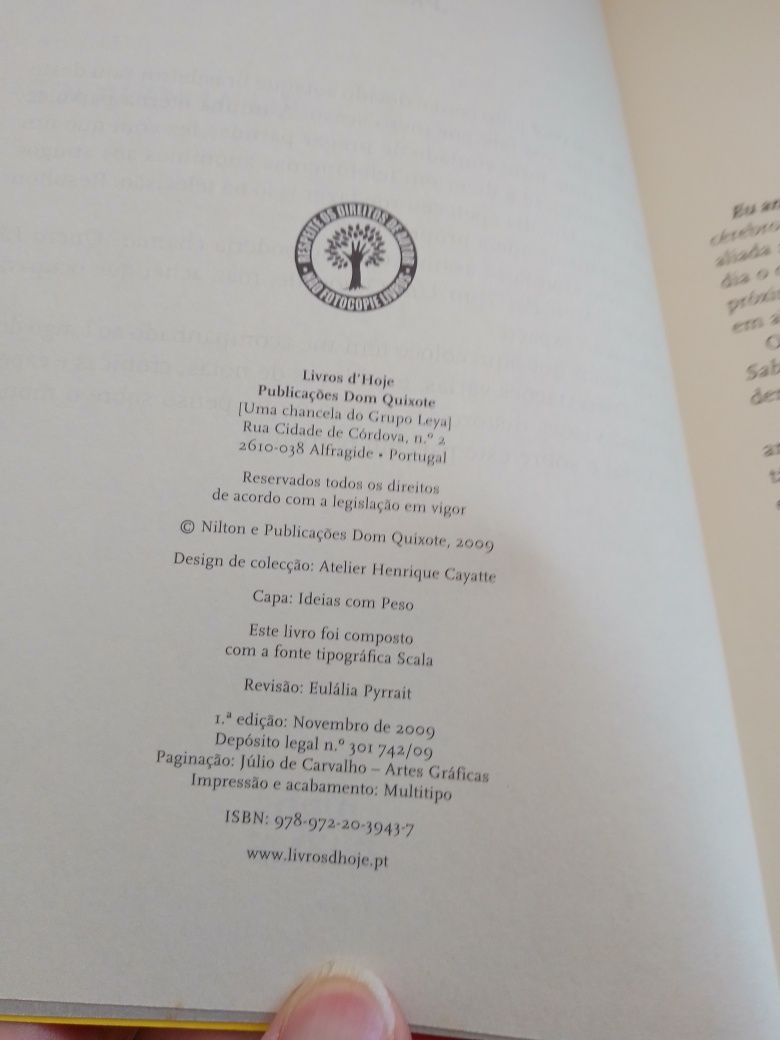 RESPEITE OS DIREITOS DE AUTOR
NÃO FOTOCOPIE LIVROS
Livros d'Hoje
Publicações Dom Quixote
[Uma chancela do Grupo Leya]
Rua Cidade de Córdova, n.º 2
2610-038 Alfragide • Portugal
Reservados todos os direitos
de acordo com a legislação em vigor
© Nilton e Publicações Dom Quixote, 2009
Design de colecção: Atelier Henrique Cayatte
Capa: Ideias com Peso
Este livro foi composto
com a fonte tipográfica Scala
Revisão: Eulália Pyrrait
1.ª edição: Novembro de 2009
Depósito legal n.º 301 742/09
Paginação: Júlio de Carvalho – Artes Gráficas
Impressão e acabamento: Multitipo
ISBN: 978-972-20-3943-7
www.livrosdhoje.pt
Eu
aliada
dia o
em